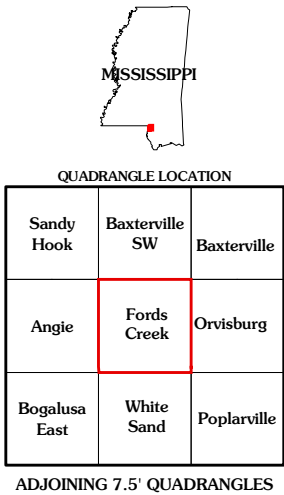 MISSISSIPPI
QUADRANGLE LOCATION
Sandy
Hook
Baxterville
SW
Baxterville
Angie
Fords
Creek
Orvisburg
Bogalusa
East
White
Sand
Poplarville
ADJOINING 7.5' QUADRANGLES